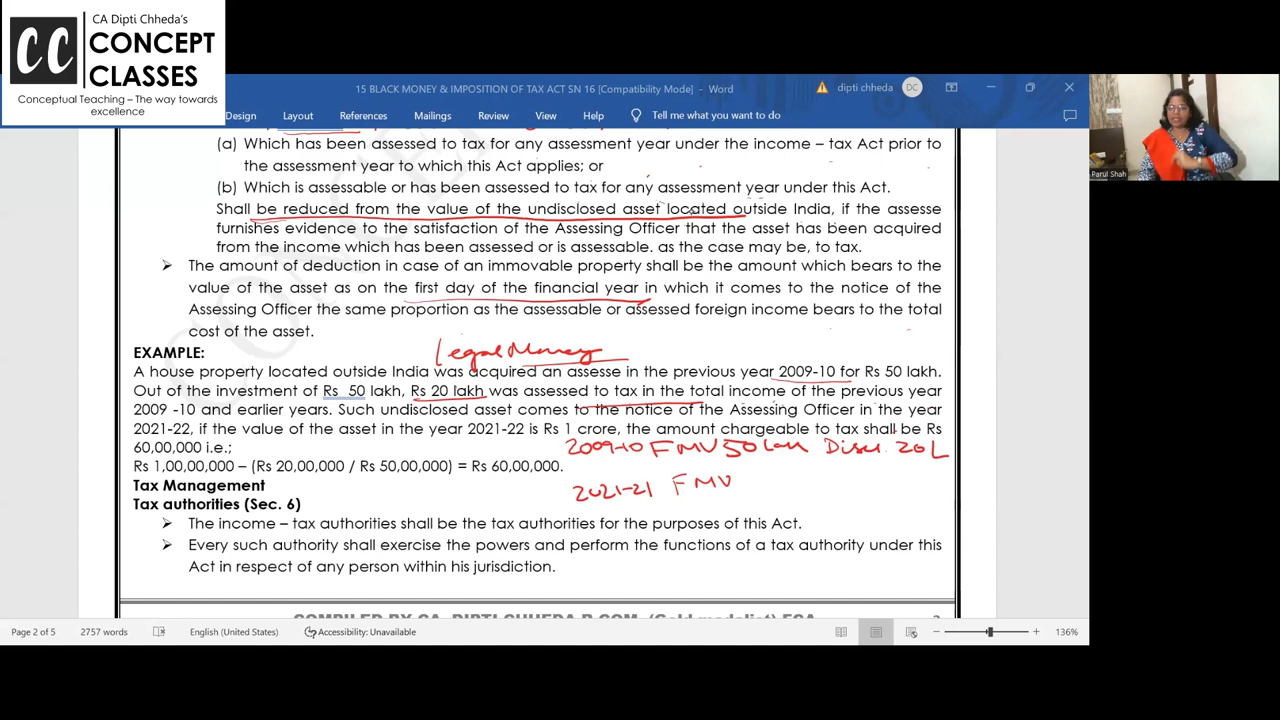 CA Dipti Chheda's
CONCEPT
CLASSES
Conceptual Teaching – The way towards
excellence
CC
15 BLACK MONEY & IMPOSITION OF TAX ACT SN 16 [Compatibility Mode] - Word
dipti chheda DC
Design Layout References Mailings Review View Help Tell me what you want to do
Parul Shah
(a) Which has been assessed to tax for any assessment year under the income – tax Act prior to
the assessment year to which this Act applies; or
(b) Which is assessable or has been assessed to tax for any assessment year under this Act.
Shall be reduced from the value of the undisclosed asset located outside India, if the assesse
furnishes evidence to the satisfaction of the Assessing Officer that the asset has been acquired
from the income which has been assessed or is assessable. as the case may be, to tax.
➢ The amount of deduction in case of an immovable property shall be the amount which bears to the
value of the asset as on the first day of the financial year in which it comes to the notice of the
Assessing Officer the same proportion as the assessable or assessed foreign income bears to the total
cost of the asset.
EXAMPLE: legal Money
A house property located outside India was acquired an assesse in the previous year 2009-10 for Rs 50 lakh.
Out of the investment of Rs 50 lakh, Rs 20 lakh was assessed to tax in the total income of the previous year
2009 -10 and earlier years. Such undisclosed asset comes to the notice of the Assessing Officer in the year
2021-22, if the value of the asset in the year 2021-22 is Rs 1 crore, the amount chargeable to tax shall be Rs
60,00,000 i.e.; 2009-10 FMV 50 lakh 20L
Rs 1,00,00,000 – (Rs 20,00,000 / Rs 50,00,000) = Rs 60,00,000.
Tax Management 2021-21 FMV
Tax authorities (Sec. 6)
➢ The income – tax authorities shall be the tax authorities for the purposes of this Act.
➢ Every such authority shall exercise the powers and perform the functions of a tax authority under this
Act in respect of any person within his jurisdiction.
COMPILED BY CA. DIPTI CHHEDA B.COM. (Gold medalist) FCA
Page 2 of 5 2757 words English (United States) Accessibility: Unavailable 136%